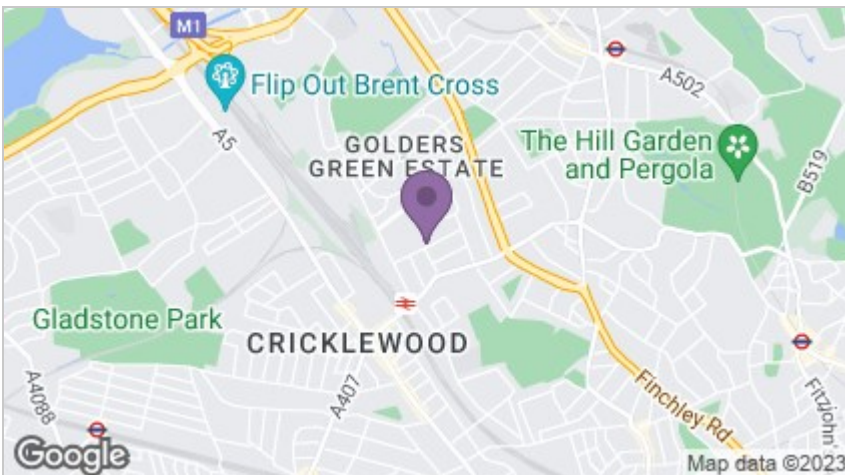 M1
Flip Out Brent Cross
A502
A5
GOLDERS
GREEN ESTATE
The Hill Garden
and Pergola
B519
Gladstone Park
CRICKLEWOOD
A4088
A407
Finchley Rd
Fitzjohn'
Google
Map data ©2023